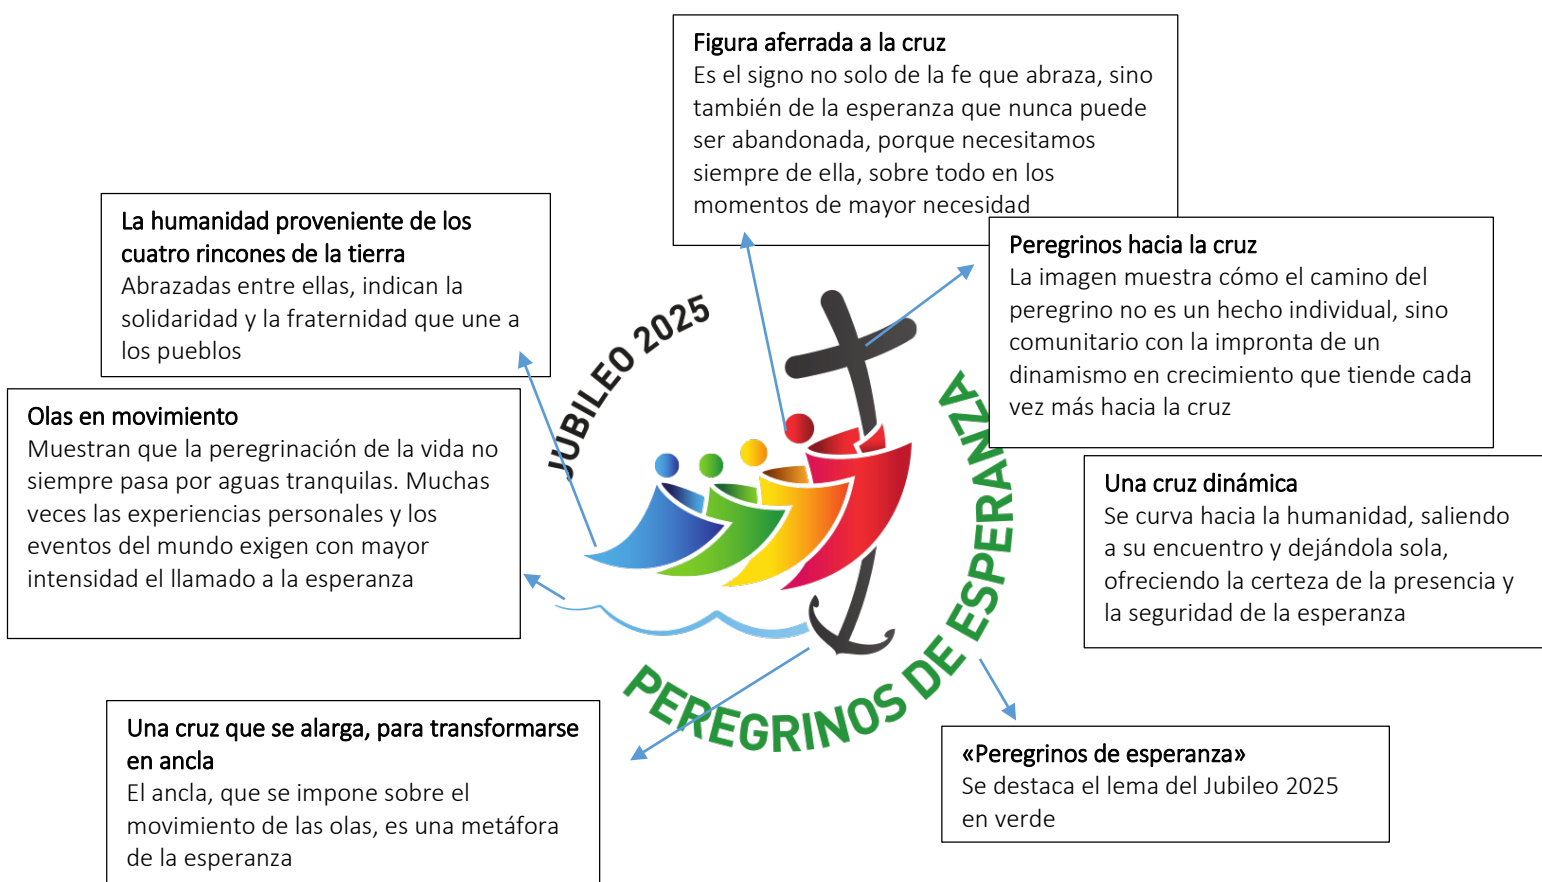 Figura aferrada a la cruz
Es el signo no solo de la fe que abraza, sino
también de la esperanza que nunca puede
ser abandonada, porque necesitamos
siempre de ella, sobre todo en los
momentos de mayor necesidad
La humanidad proveniente de los
cuatro rincones de la tierra
Abrazadas entre ellas, indican la
solidaridad y la fraternidad que une a
los pueblos
Peregrinos hacia la cruz
La imagen muestra cómo el camino del
peregrino no es un hecho individual, sino
comunitario con la impronta de un
dinamismo en crecimiento que tiende cada
vez más hacia la cruz
Olas en movimiento
Muestran que la peregrinación de la vida no
siempre pasa por aguas tranquilas. Muchas
veces las experiencias personales y los
eventos del mundo exigen con mayor
intensidad el llamado a la esperanza
JUBILEO 2025
PEREGRINOS DE ESPERANZA
Una cruz dinámica
Se curva hacia la humanidad, saliendo
a su encuentro y dejándola sola,
ofreciendo la certeza de la presencia y
la seguridad de la esperanza
Una cruz que se alarga, para transformarse
en ancla
El ancla, que se impone sobre el
movimiento de las olas, es una metáfora
de la esperanza
«Peregrinos de esperanza»
Se destaca el lema del Jubileo 2025
en verde